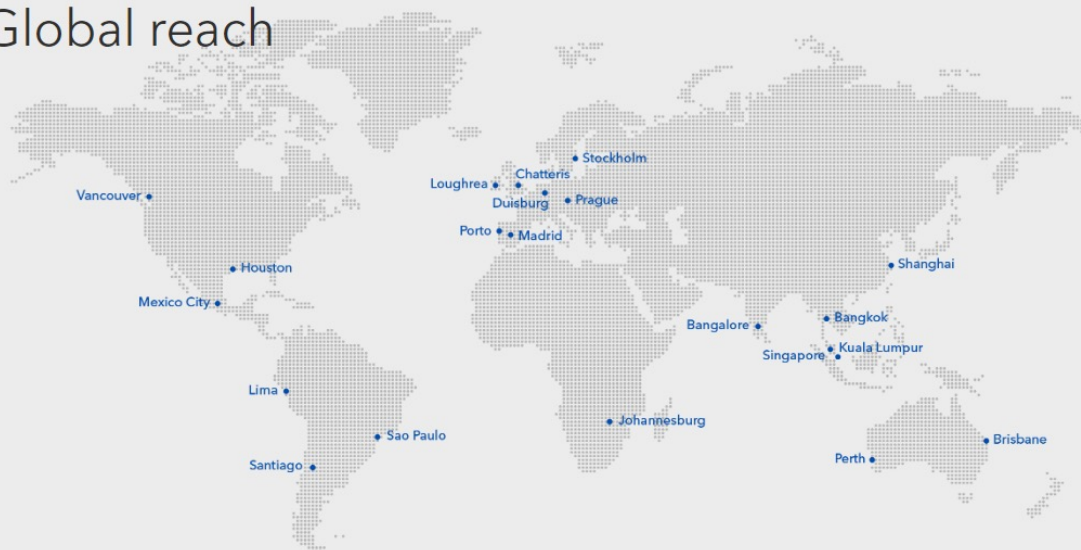 Global reach
Stockholm
Chatteris
Loughrea
Vancouver
Duisburg
Prague
Porto
Madrid
Shanghai
Houston
Mexico City
Bangkok
Bangalore
Kuala Lumpur
Singapore
Lima
Johannesburg
Sao Paulo
Brisbane
Perth
Santiago